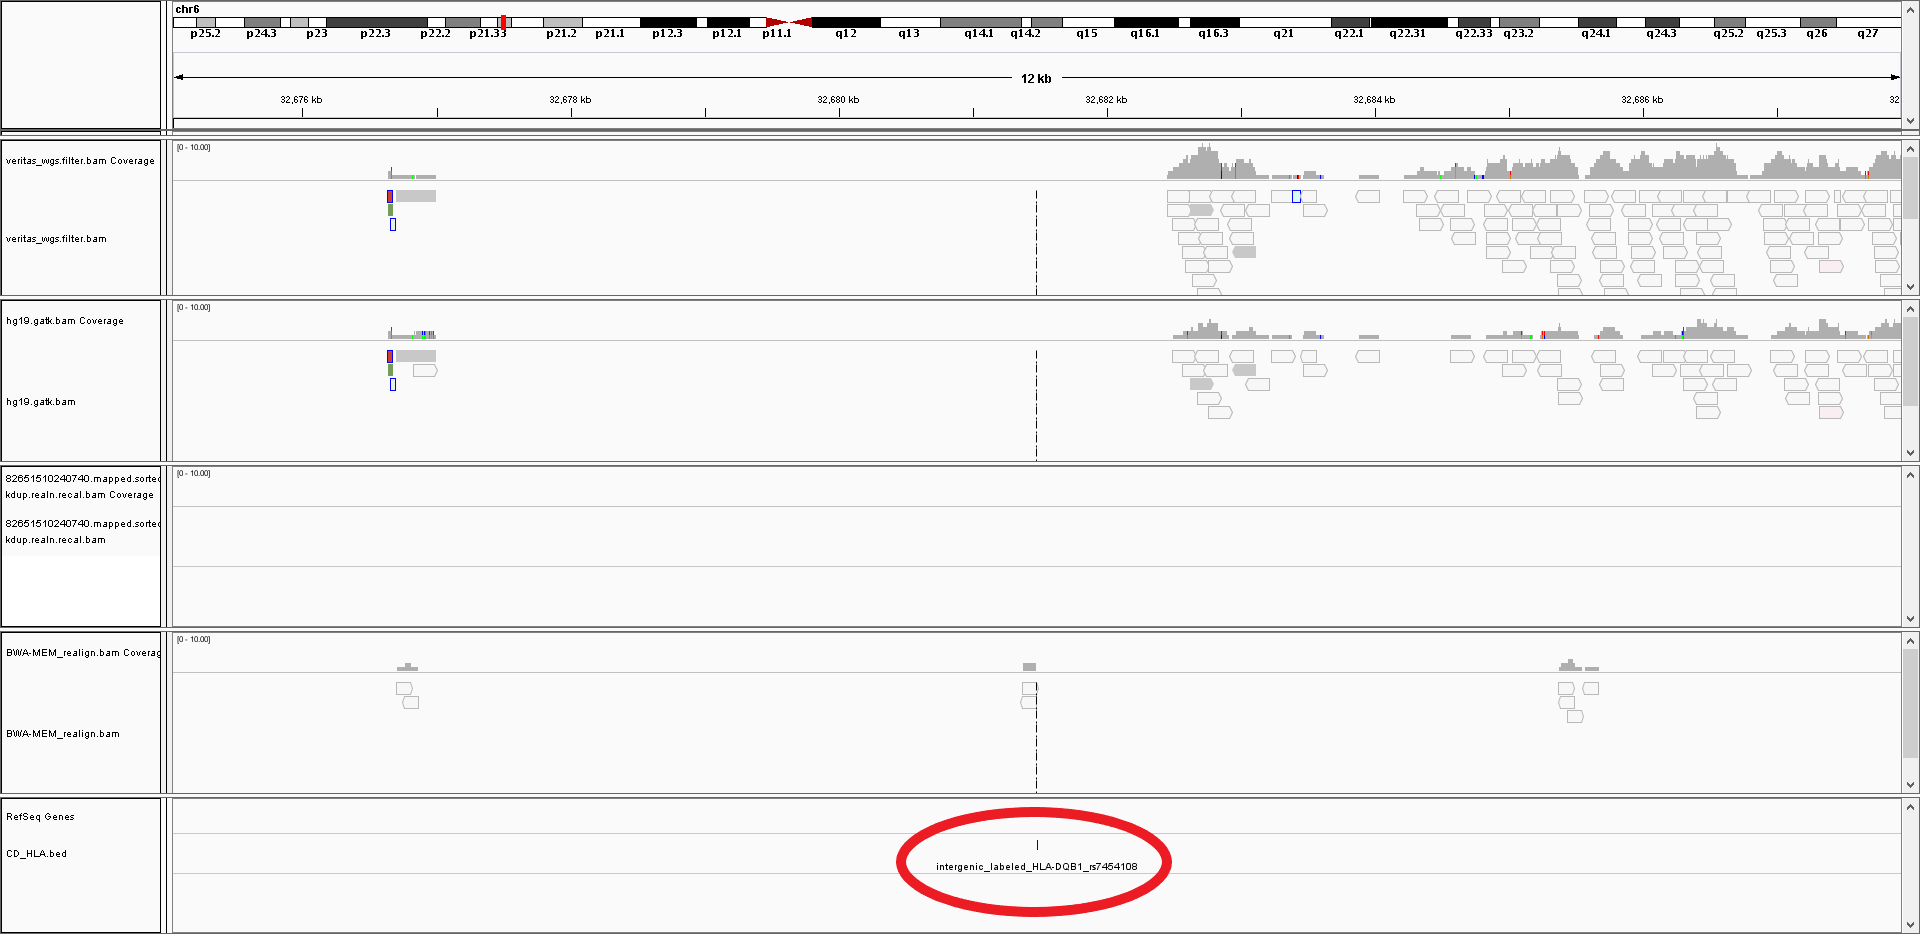 chr6
p25.2 p24.3 p23 p22.3 p22.2 p21.33 p21.2 p21.1 p12.3 p12.1 p11.1 q12 q13 q14.1 q14.2 q15 q16.1 q16.3 q21 q22.1 q22.31 q22.33 q23.2 q24.1 q24.3 q25.2 q25.3 q26 q27
12 kb
32,676 kb 32,678 kb 32,680 kb 32,682 kb 32,684 kb 32,686 kb 32
[0 - 10.00]
veritas_wgs.filter.bam Coverage
veritas_wgs.filter.bam
[0 - 10.00]
hg19.gatk.bam Coverage
hg19.gatk.bam
[0 - 10.00]
82651510240740.mapped.sorted
kdup.realn.recal.bam Coverage
82651510240740.mapped.sorted
kdup.realn.recal.bam
[0 - 10.00]
BWA-MEM_realign.bam Coverag
BWA-MEM_realign.bam
RefSeq Genes
CD_HLA.bed
intergenic_labeled_HLA-DQB1_rs7454108